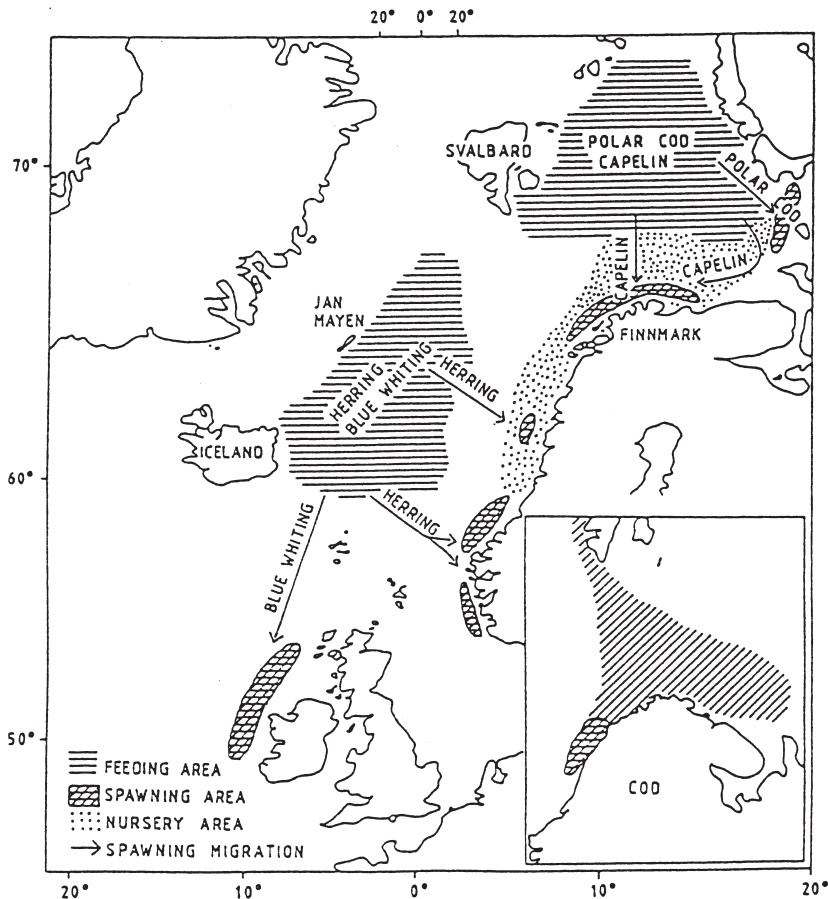 20° 0° 20°
70°
SVALBARD
POLAR COD
CAPELIN
POLAR COD
CAPELIN
CAPELIN
JAN
MAYEN
FINNMARK
HERRING
BLUE WHITING
HERRING
ICELAND
60°
HERRING
BLUE WHITING
50°
FEEDING AREA
SPAWNING AREA
NURSERY AREA
SPAWNING MIGRATION
COD
20° 10° 0° 10° 20°